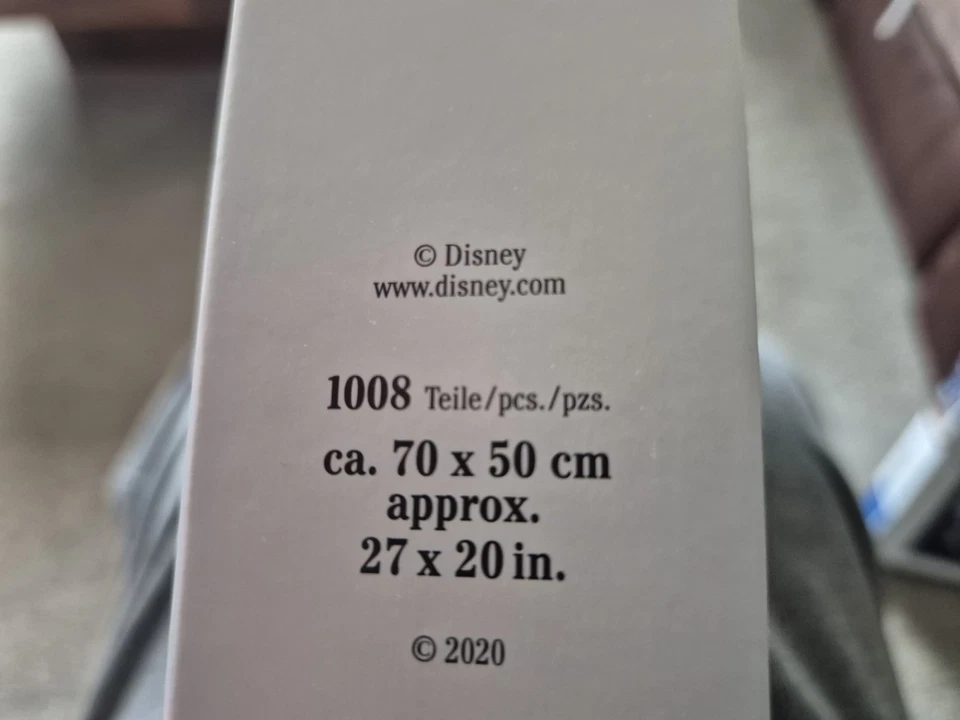 © Disney
www.disney.com
1008 Teile/pcs./pzs.
ca. 70 x 50 cm
approx.
27 x 20 in.
© 2020